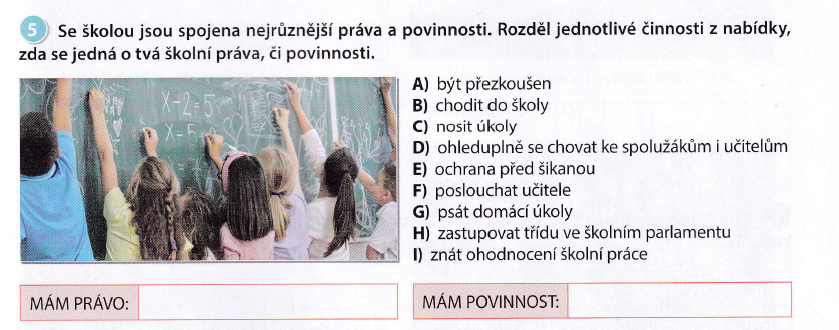 5 Se školou jsou spojena nejrůznější práva a povinnosti. Rozděl jednotlivé činnosti z nabídky,
zda se jedná o tvá školní práva, či povinnosti.
x-2=5
x=5
A) být přezkoušen
B) chodit do školy
C) nosit úkoly
D) ohleduplně se chovat ke spolužákům i učitelům
E) ochrana před šikanou
F) poslouchat učitele
G) psát domácí úkoly
H) zastupovat třídu ve školním parlamentu
I) znát ohodnocení školní práce
MÁM PRÁVO:
MÁM POVINNOST: